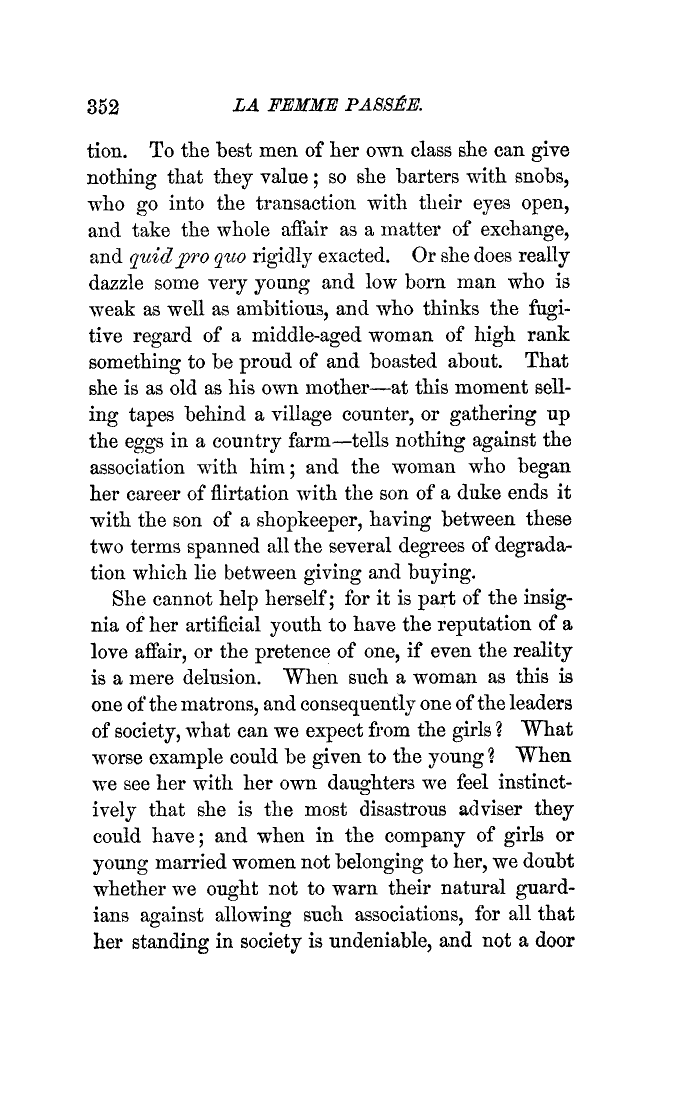 352 LA FEMME PASSÉE.
tion. To the best men of her own class she can give
nothing that they value; so she barters with snobs,
who go into the transaction with their eyes open,
and take the whole affair as a matter of exchange,
and quid pro quo rigidly exacted. Or she does really
dazzle some very young and low born man who is
weak as well as ambitious, and who thinks the fugi-
tive regard of a middle-aged woman of high rank
something to be proud of and boasted about. That
she is as old as his own mother—at this moment sell-
ing tapes behind a village counter, or gathering up
the eggs in a country farm—tells nothing against the
association with him; and the woman who began
her career of flirtation with the son of a duke ends it
with the son of a shopkeeper, having between these
two terms spanned all the several degrees of degrada-
tion which lie between giving and buying.
She cannot help herself; for it is part of the insig-
nia of her artificial youth to have the reputation of a
love affair, or the pretence of one, if even the reality
is a mere delusion. When such a woman as this is
one of the matrons, and consequently one of the leaders
of society, what can we expect from the girls? What
worse example could be given to the young? When
we see her with her own daughters we feel instinct-
ively that she is the most disastrous adviser they
could have; and when in the company of girls or
young married women not belonging to her, we doubt
whether we ought not to warn their natural guard-
ians against allowing such associations, for all that
her standing in society is undeniable, and not a door